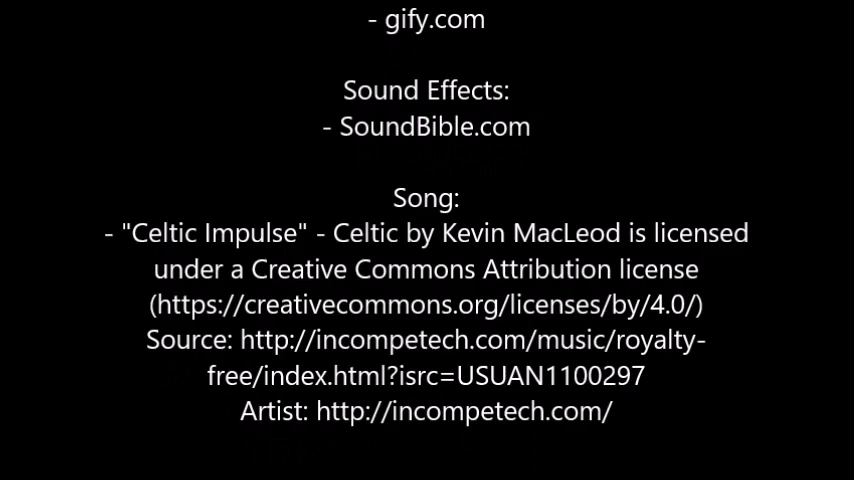 - gify.com
Sound Effects:
- SoundBible.com
Song:
- "Celtic Impulse" - Celtic by Kevin MacLeod is licensed
under a Creative Commons Attribution license
(https://creativecommons.org/licenses/by/4.0/)
Source: http://incompetech.com/music/royalty-
free/index.html?isrc=USUAN1100297
Artist: http://incompetech.com/